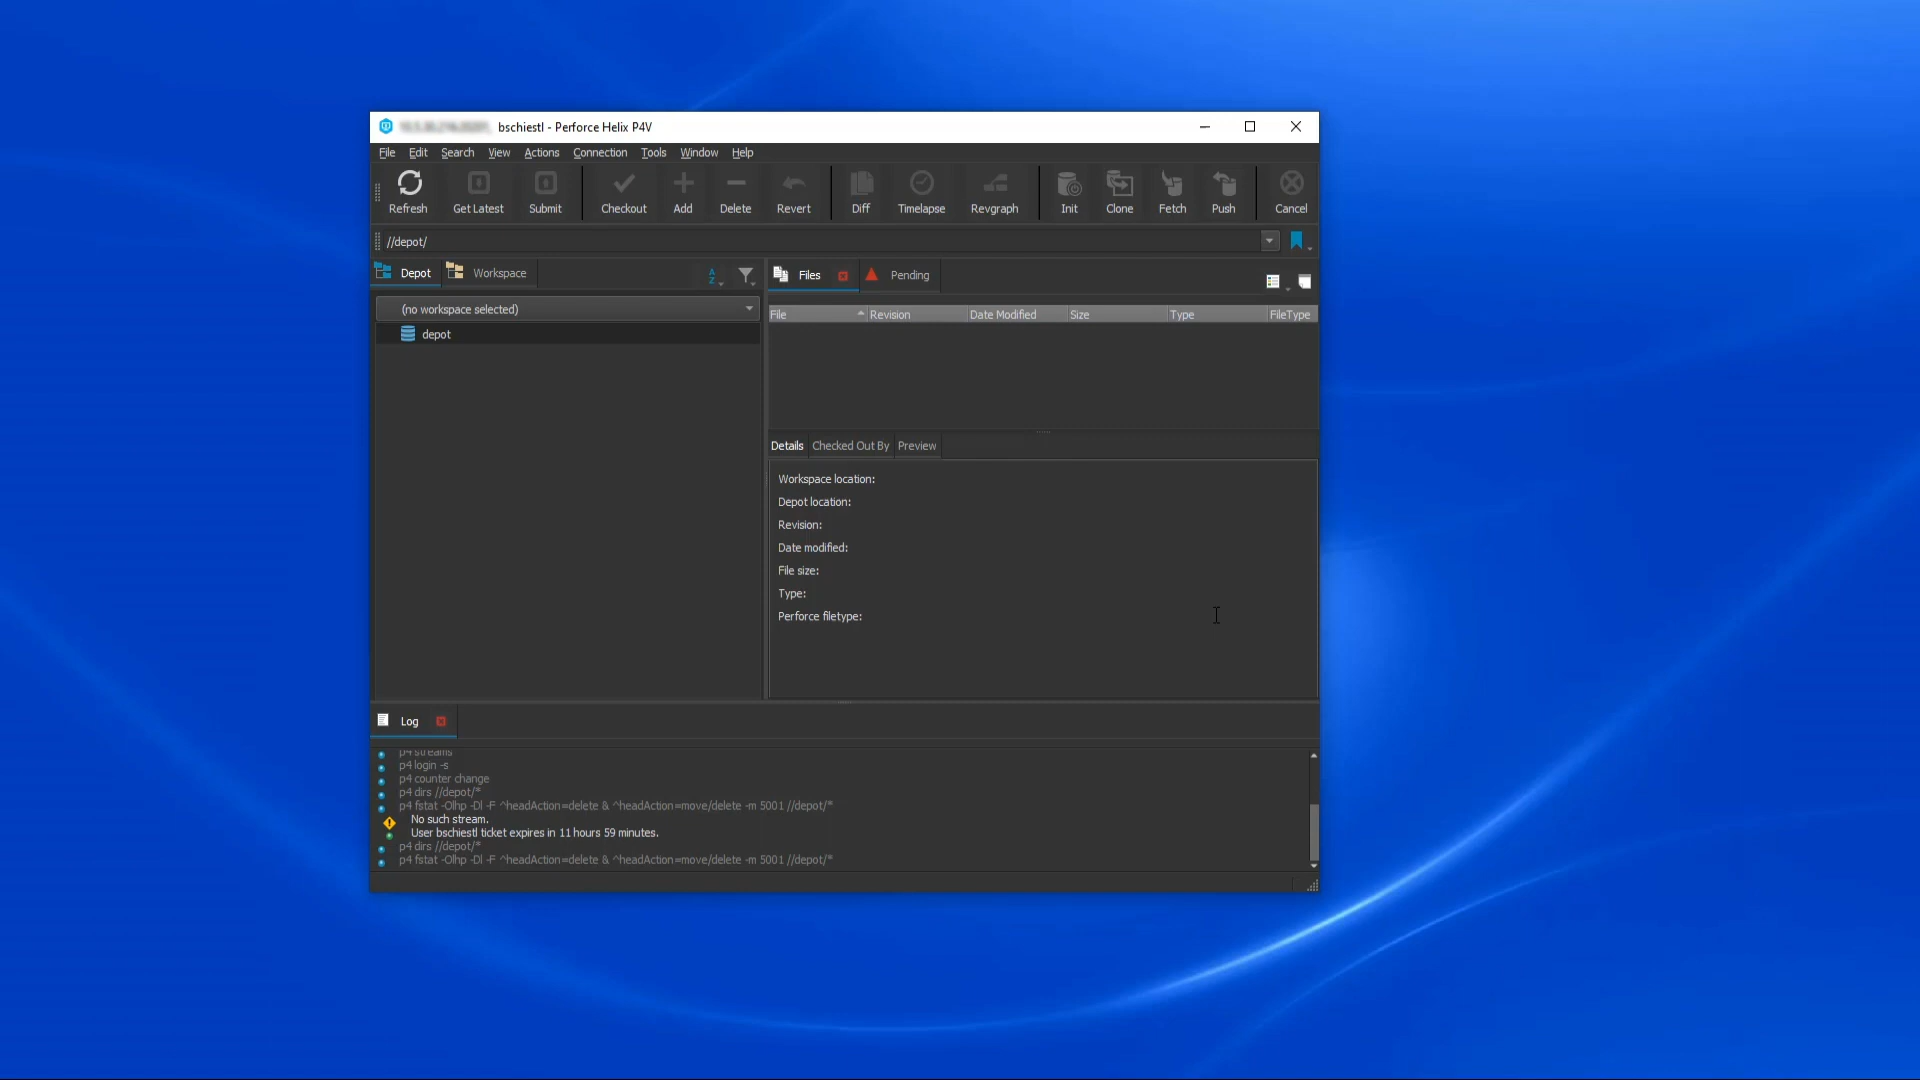 bschiestl - Perforce Helix P4V
File Edit Search View Actions Connection Tools Window Help
Refresh Get Latest Submit Checkout Add Delete Revert Diff Timelapse Revgraph Init Clone Fetch Push Cancel
//depot/
Depot Workspace
(no workspace selected)
depot
Files Pending
File Revision Date Modified Size Type FileType
Details Checked Out By Preview
Workspace location:
Depot location:
Revision:
Date modified:
File size:
Type:
Perforce filetype:
Log
p4 streams
p4 login -s
p4 counter change
p4 dirs //depot/*
p4 fstat -Olhp -Dl -F ^headAction=delete & ^headAction=move/delete -m 5001 //depot/*
No such stream.
User bschiestl ticket expires in 11 hours 59 minutes.
p4 dirs //depot/*
p4 fstat -Olhp -Dl -F ^headAction=delete & ^headAction=move/delete -m 5001 //depot/*